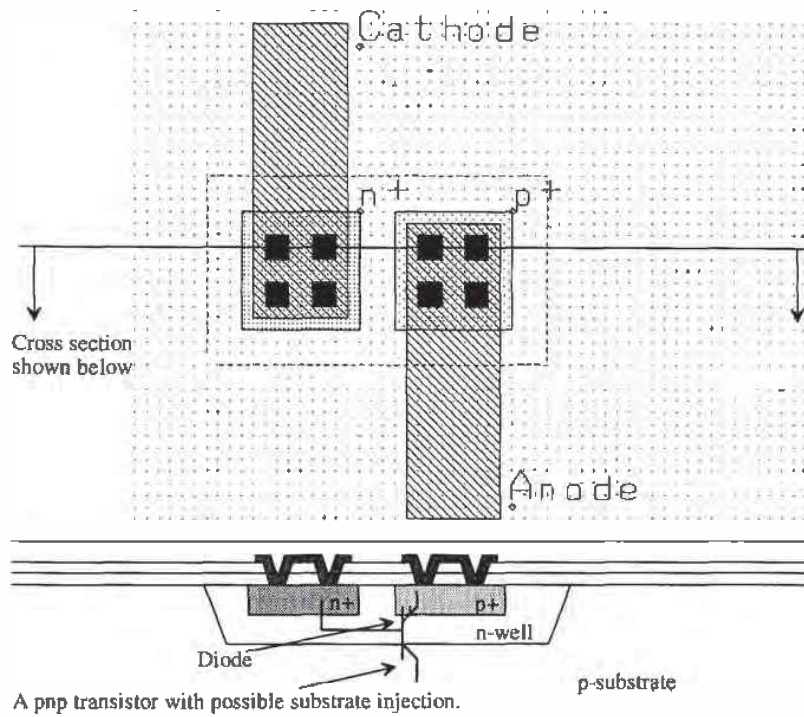 Cathode
n+
p+
Cross section
shown below
Anode
n+
p+
n-well
Diode
p-substrate
A pnp transistor with possible substrate injection.